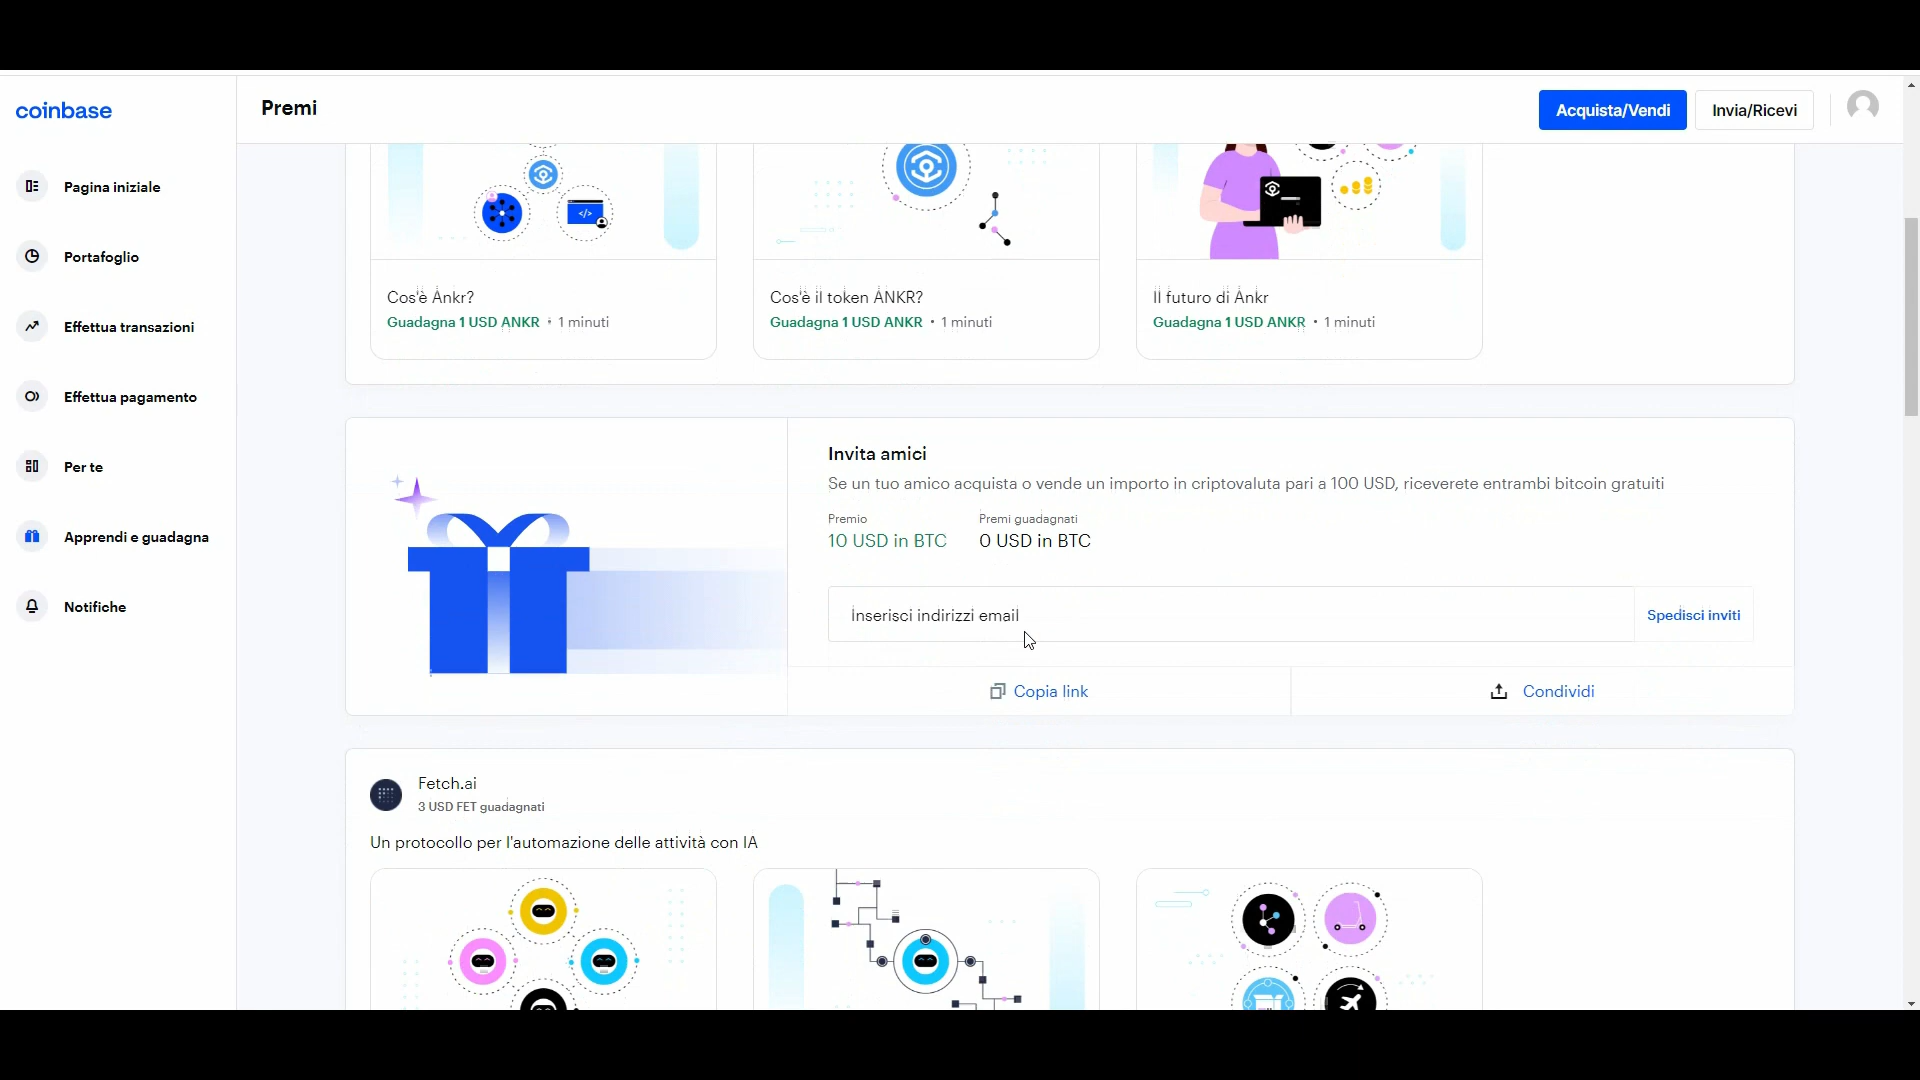 coinbase
Premi
Acquista/Vendi
Invia/Ricevi
Pagina iniziale
Portafoglio
Effettua transazioni
Effettua pagamento
Per te
Apprendi e guadagna
Notifiche
Cos'è Ankr?
Guadagna 1 USD ANKR • 1 minuti
Cos'è il token ANKR?
Guadagna 1 USD ANKR • 1 minuti
Il futuro di Ankr
Guadagna 1 USD ANKR • 1 minuti
Invita amici
Se un tuo amico acquista o vende un importo in criptovaluta pari a 100 USD, riceverete entrambi bitcoin gratuiti
Premio
10 USD in BTC
Premi guadagnati
0 USD in BTC
Inserisci indirizzi email
Spedisci inviti
Copia link
Condividi
Fetch.ai
3 USD FET guadagnati
Un protocollo per l'automazione delle attività con IA